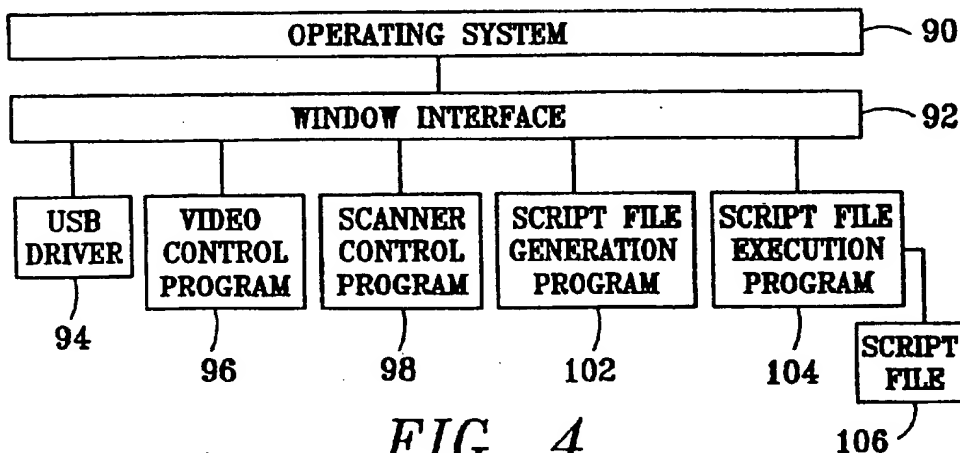 OPERATING SYSTEM
90
WINDOW INTERFACE
92
USB
DRIVER
94
VIDEO
CONTROL
PROGRAM
96
SCANNER
CONTROL
PROGRAM
98
SCRIPT FILE
GENERATION
PROGRAM
102
SCRIPT FILE
EXECUTION
PROGRAM
104
SCRIPT
FILE
106
FIG. 4